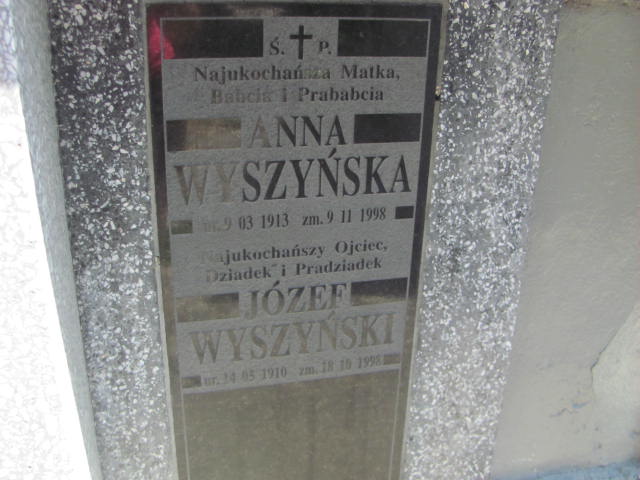 Ś. P.
Najukochańsza Matka,
Babcia i Prababcia
ANNA
WYSZYŃSKA
ur. 9 03 1913 zm. 9 11 1998
Najukochańszy Ojciec,
Dziadek i Pradziadek
JÓZEF
WYSZYŃSKI
ur. 14 03 1910 zm. 18 10 1998